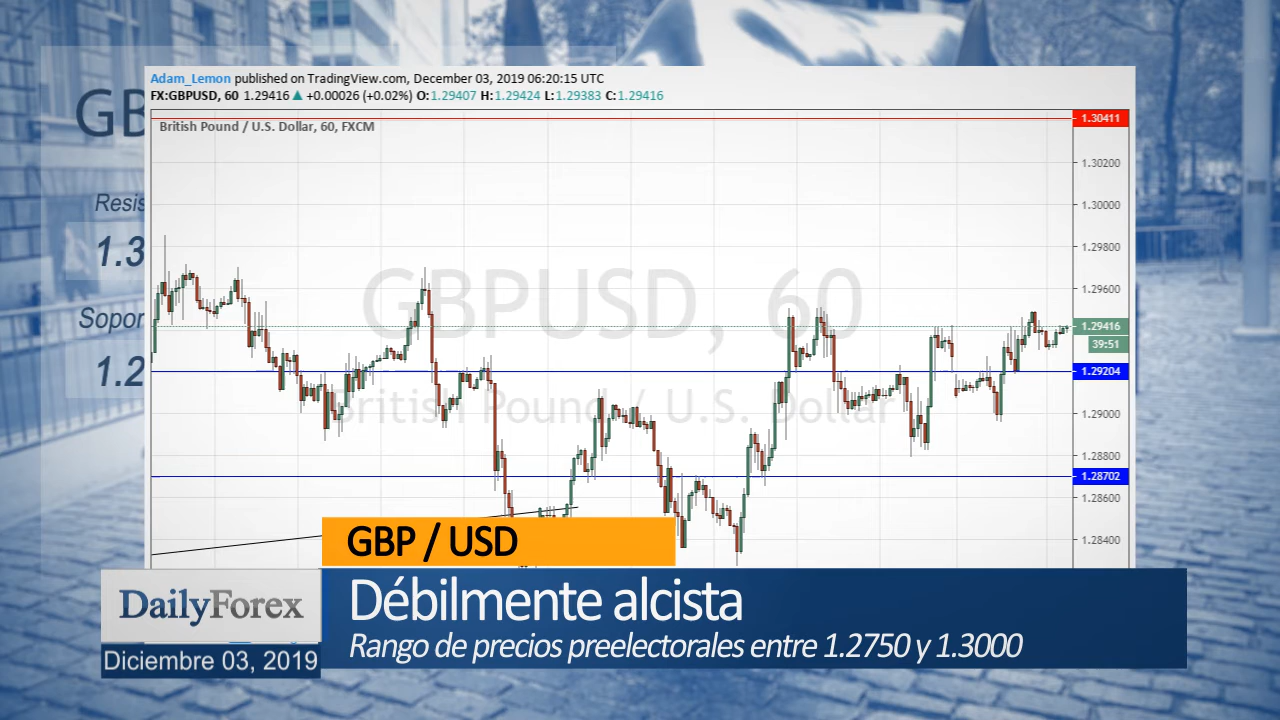 Adam_Lemon published on TradingView.com, December 03, 2019 06:20:15 UTC
FX:GBPUSD, 60 1.29416 ▲ +0.00026 (+0.02%) O:1.29407 H:1.29424 L:1.29383 C:1.29416
British Pound / U.S. Dollar, 60, FXCM
1.30411
1.30200
1.30000
1.29800
1.29600
1.29416
39:51
1.29204
1.29000
1.28800
1.28702
1.28600
1.28400
GBPUSD, 60
British Pound / U.S. Dollar
GB
Resis
1.3
Sopor
1.2
GBP / USD
Débilmente alcista
Rango de precios preelectorales entre 1.2750 y 1.3000
DailyForex
Diciembre 03, 2019